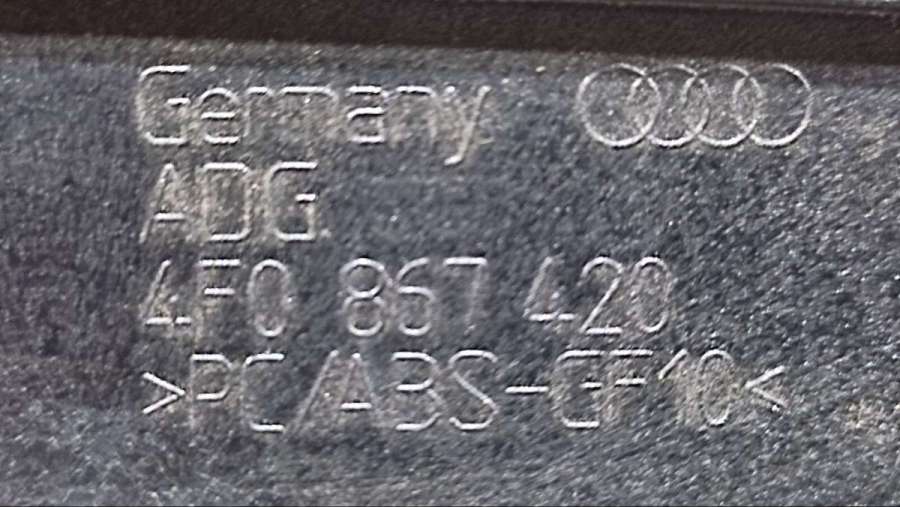 Germany
ADG
4F0 867 420
>PC/ABS-GF10<